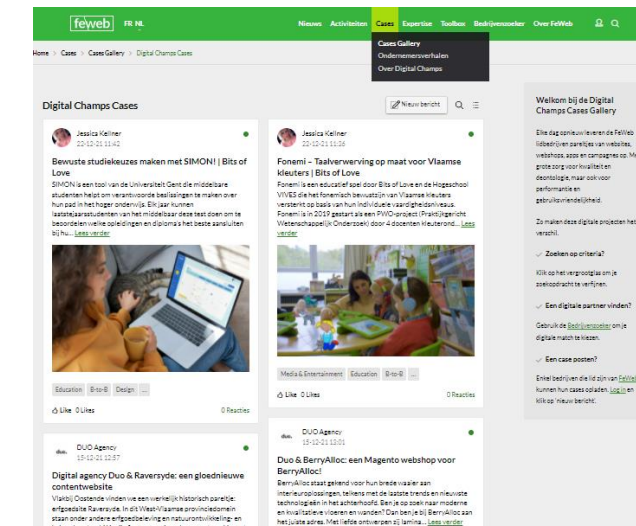 feweb FR NL Nieuws Activiteiten Cases Expertise Toolbox Bedrijvenzoeker Over FeWeb
Home > Cases > Cases Gallery > Digital Champs Cases
Cases Gallery
Ondernemersverhalen
Over Digital Champs
Digital Champs Cases
Nieuw bericht
Jessica Kellner
22-12-21 11:42
Bewuste studiekeuzes maken met SIMON! | Bits of
Love
SIMON is een tool van de Universiteit Gent die middelbare
studenten helpt om verantwoorde beslissingen te maken over
hun pad in het hoger onderwijs. Elk jaar kunnen
laatstejaarsstudenten van het middelbaar deze test doen om te
beoordelen welke opleidingen en diploma's het beste aansluiten
bij hu... Lees verder
Education B-to-B Design ...
Like 0 Likes 0 Reacties
DUO Agency
15-12-21 12:57
Digital agency Duo & Raversyde: een gloednieuwe
contentwebsite
Vlakbij Oostende vinden we een werkelijk historisch pareltje:
erfgoedsite Raversyde. In dit West-Vlaamse provinciedomein
staan onder andere erfgoedbeleving en natuurontwikkeling- en
Jessica Kellner
22-12-21 11:36
Fonemi – Taalverwerving op maat voor Vlaamse
kleuters | Bits of Love
Fonemi is een educatief spel door Bits of Love en de Hogeschool
VIVES die het fonemisch bewustzijn van Vlaamse kleuters
versterkt op basis van hun individuele vaardigheidsniveaus.
Fonemi is in 2019 gestart als een PWO-project (Praktijkgericht
Wetenschappelijk Onderzoek) door 4 docenten kleuterond... Lees
verder
Media & Entertainment Education B-to-B ...
Like 0 Likes 0 Reacties
DUO Agency
15-12-21 12:01
Duo & BerryAlloc: een Magento webshop voor
BerryAlloc!
BerryAlloc staat gekend voor hun brede waaier aan
interieuroplossingen, telkens met de laatste trends en nieuwste
technologieën in het achterhoofd. Ben je op zoek naar moderne
en kwalitatieve vloeren en wanden? Dan ben je bij BerryAlloc aan
het juiste adres. Met liefde ontwerpen zij lamina... Lees verder
Welkom bij de Digital
Champs Cases Gallery
Elke dag opnieuw leveren de FeWeb
lidbedrijven pareltjes van websites,
webshops, apps en campagnes op. Me
grote zorg voor kwaliteit en
deontologie, maar ook voor
performantie en
gebruiksvriendelijkheid.
Zo maken deze digitale projecten het
verschil.
Zoeken op criteria?
Klik op het vergrootglas om je
zoekopdracht te verfijnen.
Een digitale partner vinden?
Gebruik de Bedrijvenzoeker om je
digitale match te kiezen.
Een case posten?
Enkel bedrijven die lid zijn van FeWeb
kunnen hun cases opladen. Log in en
klik op 'nieuw bericht'.